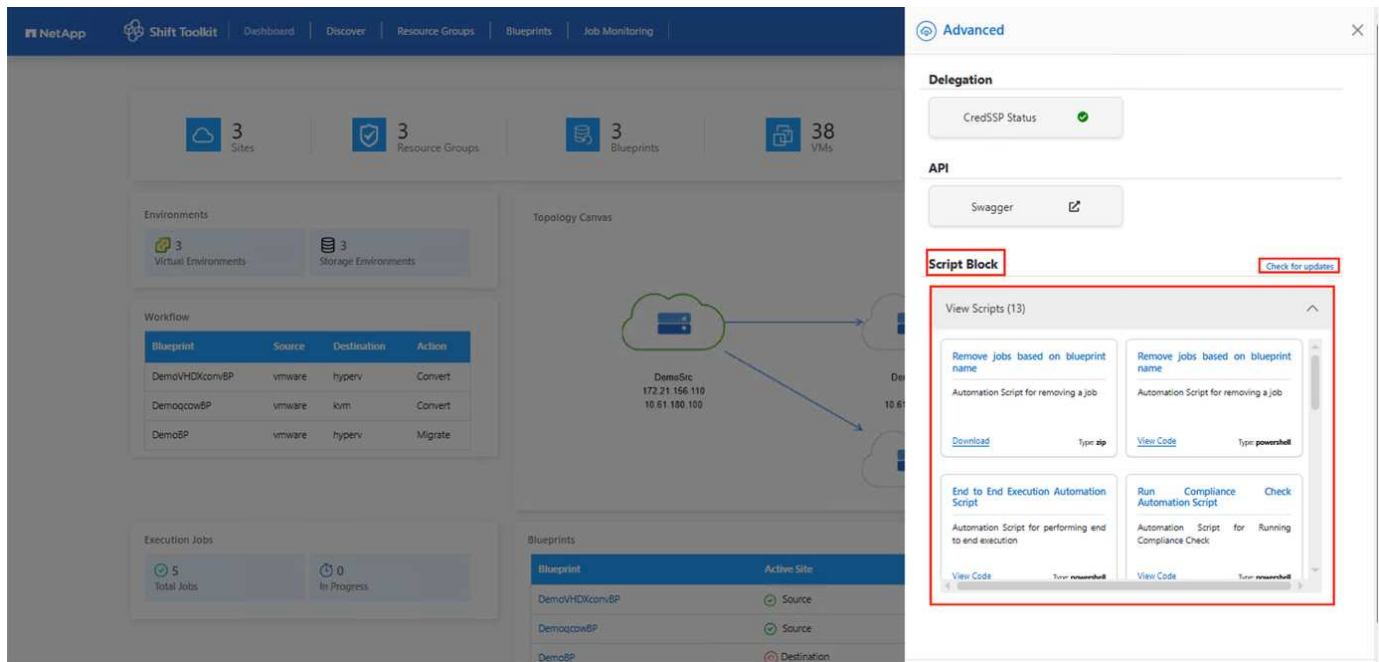 NetApp
Shift Toolkit
Dashboard
Discover
Resource Groups
Blueprints
Job Monitoring
3
Sites
3
Resource Groups
3
Blueprints
38
VMs
Environments
3
Virtual Environments
3
Storage Environments
Workflow
Blueprint Source Destination Action
DemoVHDXconvBP vmware hyperv Convert
DemoqcowBP vmware kvm Convert
DemoBP vmware hyperv Migrate
Topology Canvas
DemoSrc
172.21.156.110
10.61.180.100
Execution Jobs
5
Total Jobs
0
In Progress
Blueprints
Blueprint Active Site
DemoVHDXconvBP Source
DemoqcowBP Source
DemoBP Destination
Advanced
Delegation
CredSSP Status
API
Swagger
Script Block
Check for updates
View Scripts (13)
Remove jobs based on blueprint
name
Automation Script for removing a job
Download Type: zip
Remove jobs based on blueprint
name
Automation Script for removing a job
View Code Type: powershell
End to End Execution Automation
Script
Automation Script for performing end
to end execution
View Code Type: powershell
Run Compliance Check
Automation Script
Automation Script for Running
Compliance Check
View Code Type: powershell